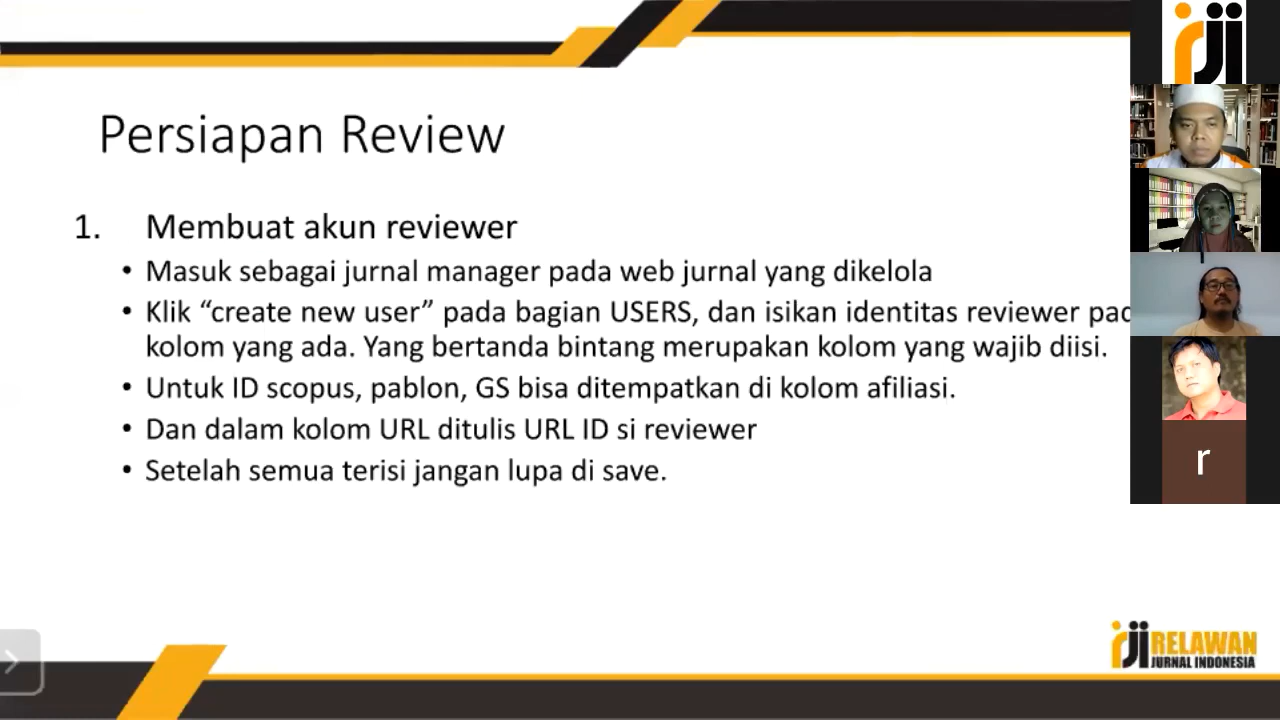 Persiapan Review
1. Membuat akun reviewer
• Masuk sebagai jurnal manager pada web jurnal yang dikelola
• Klik “create new user” pada bagian USERS, dan isikan identitas reviewer
kolom yang ada. Yang bertanda bintang merupakan kolom yang wajib diisi.
• Untuk ID scopus, pablon, GS bisa ditempatkan di kolom afiliasi.
• Dan dalam kolom URL ditulis URL ID si reviewer
• Setelah semua terisi jangan lupa di save.
rji
r
rji RELAWAN
JURNAL INDONESIA